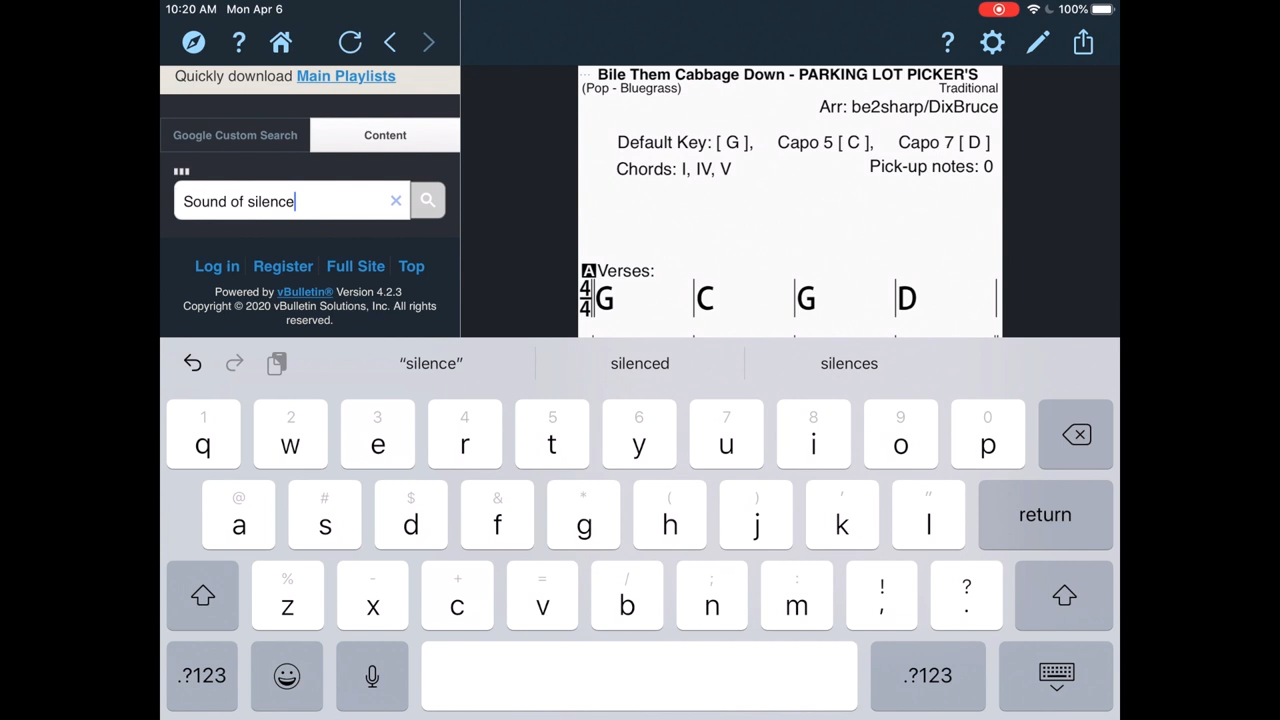 10:20 AM Mon Apr 6
100%
?
?
Quickly download Main Playlists
Google Custom Search
Content
Sound of silence
Log in Register Full Site Top
Powered by vBulletin® Version 4.2.3
Copyright © 2020 vBulletin Solutions, Inc. All rights
reserved.
Bile Them Cabbage Down - PARKING LOT PICKER'S
(Pop - Bluegrass) Traditional
Arr: be2sharp/DixBruce
Default Key: [ G ], Capo 5 [ C ], Capo 7 [ D ]
Chords: I, IV, V Pick-up notes: 0
A Verses:
4
4
G C G D
“silence” silenced silences
1 2 3 4 5 6 7 8 9 0
q w e r t y u i o p
@ # $ & * ( ) ' "
a s d f g h j k l return
% - + = / ; : ! ?
z x c v b n m , .
.?123 .?123